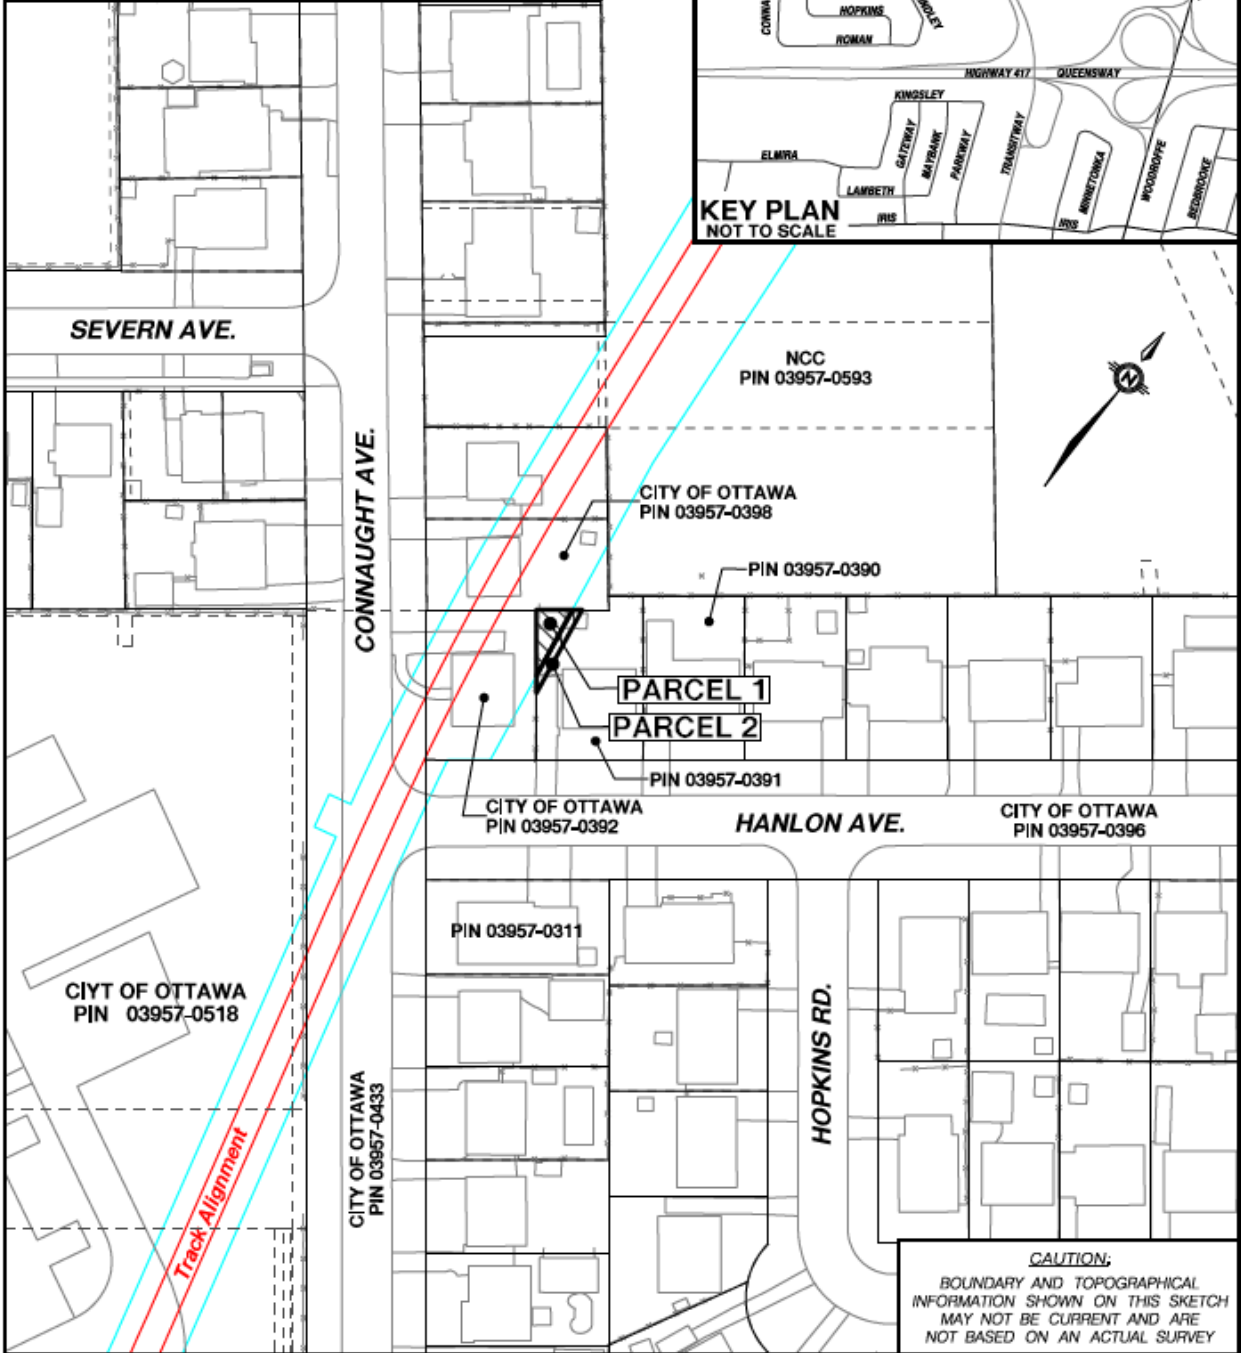 CONNA
HOPKINS
NDLEY
ROMAN
HIGHWAY 417
QUEENSWAY
KINGSLEY
GATEWAY
MAYBANK
PARKWAY
TRANSITWAY
ELMIRA
LAMBETH
MINNETONKA
WOODROFFE
BEDBROOKE
IRIS
IRIS
KEY PLAN
NOT TO SCALE
SEVERN AVE.
NCC
PIN 03957-0593
N
CONNAUGHT AVE.
CITY OF OTTAWA
PIN 03957-0398
PIN 03957-0390
PARCEL 1
PARCEL 2
PIN 03957-0391
CITY OF OTTAWA
PIN 03957-0392
HANLON AVE.
CITY OF OTTAWA
PIN 03957-0396
PIN 03957-0311
CIYT OF OTTAWA
PIN 03957-0518
HOPKINS RD.
CITY OF OTTAWA
PIN 03957-0433
Track Alignment
CAUTION;
BOUNDARY AND TOPOGRAPHICAL
INFORMATION SHOWN ON THIS SKETCH
MAY NOT BE CURRENT AND ARE
NOT BASED ON AN ACTUAL SURVEY